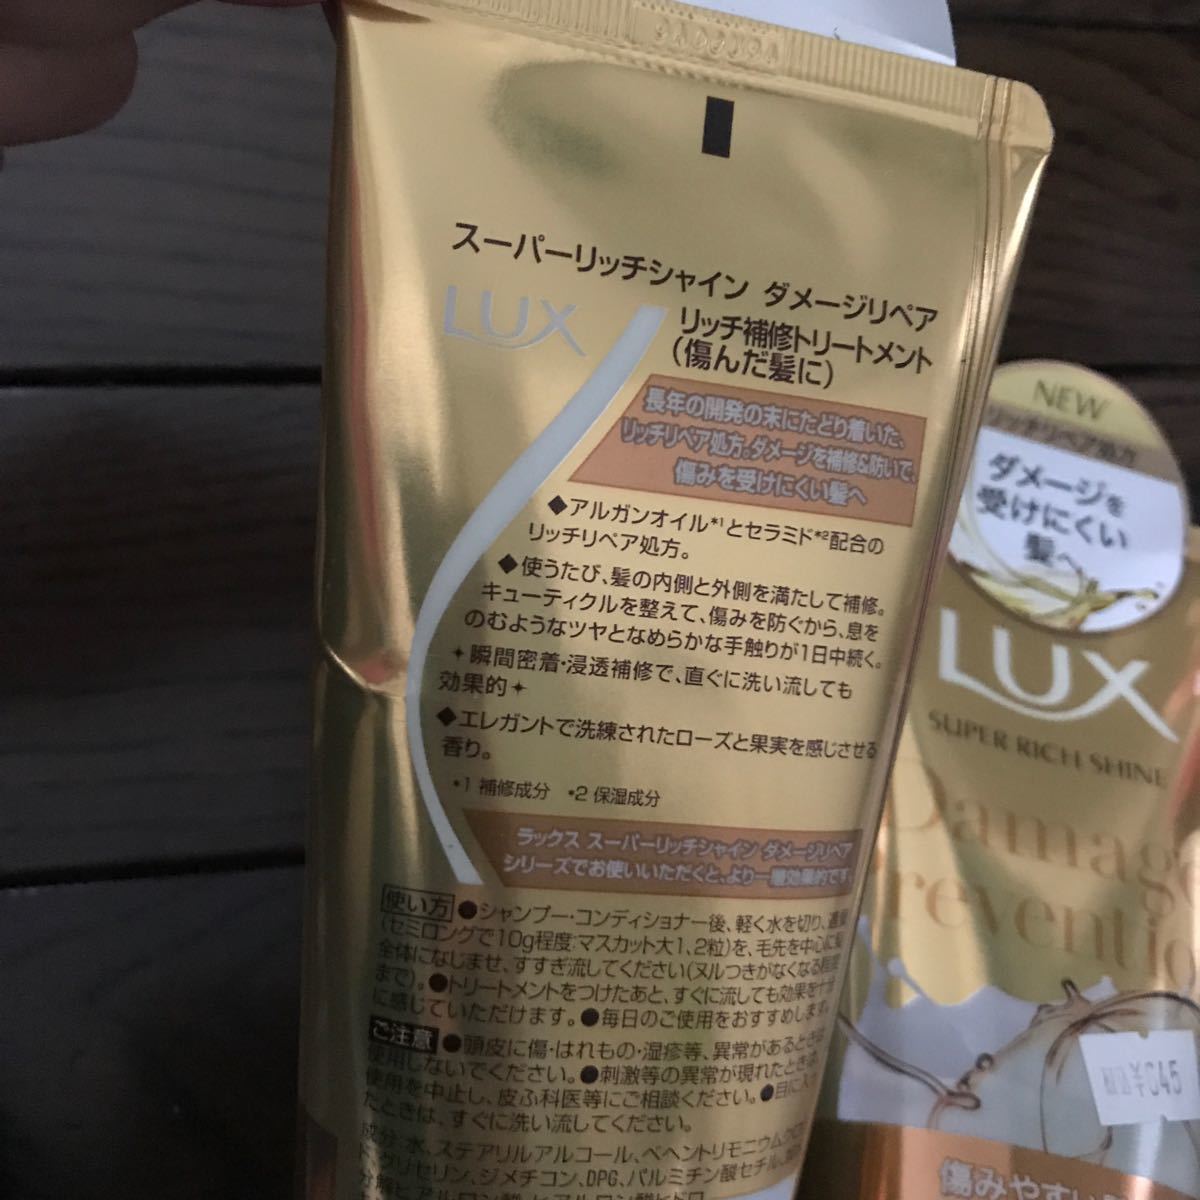 スーパーリッチシャイン ダメージリペア
LUX
リッチ補修トリートメント
(傷んだ髪に)
長年の開発の末にたどり着いた、
リッチリペア処方。ダメージを補修&防いで、
傷みを受けにくい髪へ
◆アルガンオイル*1とセラミド*2配合の
リッチリペア処方。
◆使うたび、髪の内側と外側を満たして補修。
キューティクルを整えて、傷みを防ぐから、息を
のむようなツヤとなめらかな手触りが1日中続く。
✦瞬間密着・浸透補修で、直ぐに洗い流しても
効果的✦
◆エレガントで洗練されたローズと果実を感じさせる
香り。
*1 補修成分 *2 保湿成分
ラックス スーパーリッチシャイン ダメージリペア
シリーズでお使いいただくと、より一層効果的です。
使い方 ●シャンプー・コンディショナー後、軽く水を切り、適量
(セミロングで10g程度:マスカット大1、2粒)を、毛先を中心に髪
全体になじませ、すすぎ流してください(ヌルつきがなくなる程度
まで)。●トリートメントをつけたあと、すぐに流しても効果を十分
に感じていただけます。●毎日のご使用をおすすめします。
ご注意 ●頭皮に傷・はれもの・湿疹等、異常があるときは
使用しないでください。●刺激等の異常が現れたときは、
使用を中止し、皮ふ科医等にご相談ください。●目に入っ
たときは、すぐに洗い流してください。
成分 水、ステアリルアルコール、ベヘントリモニウムクロリ
ド、グリセリン、ジメチコン、DPG、パルミチン酸セチル、
分解ヒアルロン酸、ヒアルロン酸ヒドロ
NEW
リッチリペア処方
ダメージを
受けにくい
髪へ
LUX
SUPER RICH SHINE
Damage
Prevention
傷みやす